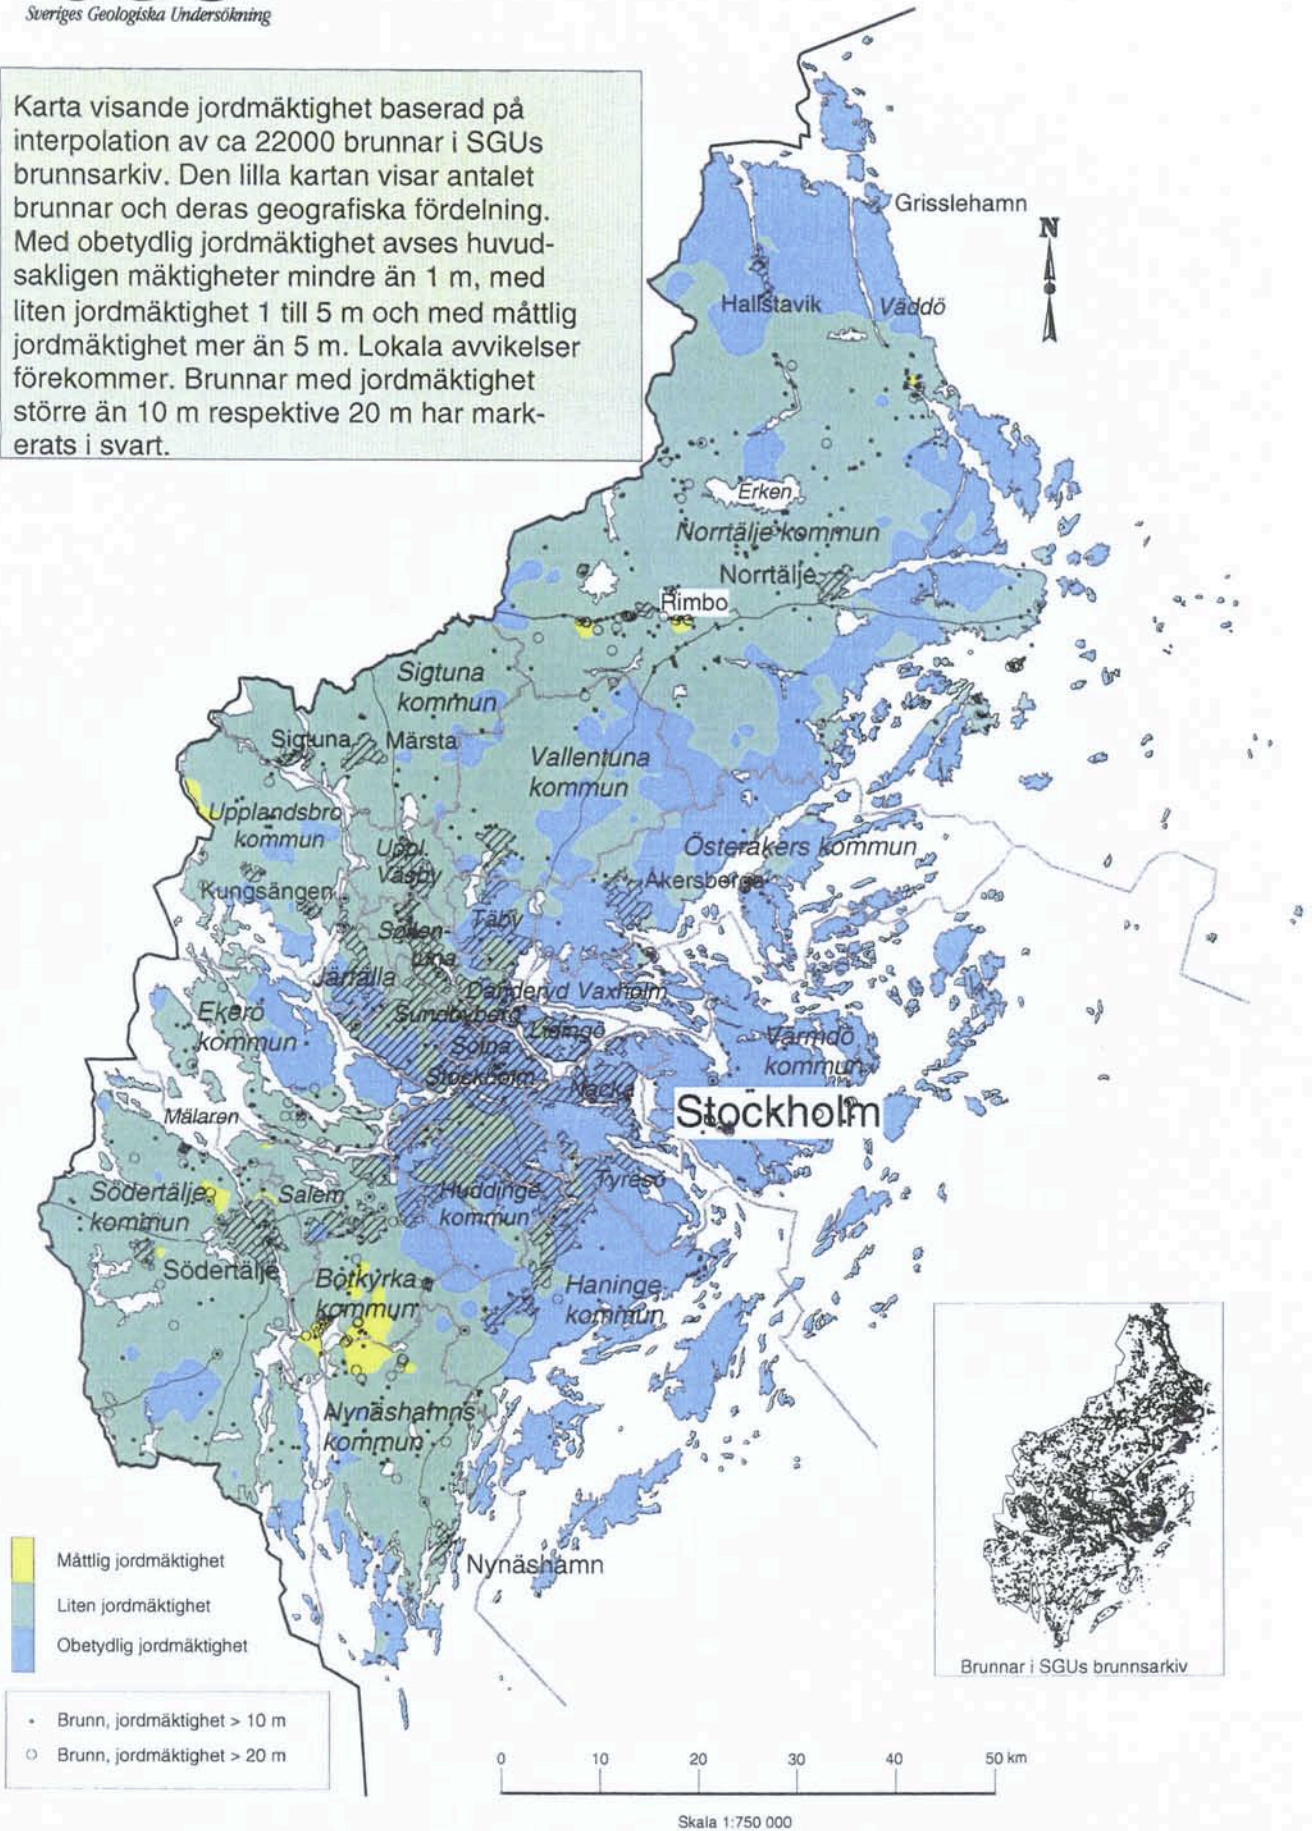 Sveriges Geologiska Undersökning
Karta visande jordmäktighet baserad på
interpolation av ca 22000 brunnar i SGUs
brunnsarkiv. Den lilla kartan visar antalet
brunnar och deras geografiska fördelning.
Med obetydlig jordmäktighet avses huvud-
sakligen mäktigheter mindre än 1 m, med
liten jordmäktighet 1 till 5 m och med måttlig
jordmäktighet mer än 5 m. Lokala avvikelser
förekommer. Brunnar med jordmäktighet
större än 10 m respektive 20 m har mark-
erats i svart.
Grisslehamn
N
Hallstavik
Väddö
Erken
Norrtälje kommun
Norrtälje
Rimbo
Sigtuna
kommun
Sigtuna
Märsta
Vallentuna
kommun
Upplandsbro
kommun
Uppl.
Väsby
Österåkers kommun
Kungsängen
Åkersberga
Täby
Sollen-
tuna
Järfälla
Danderyd
Vaxholm
Ekerö
kommun
Sundbyberg
Lidingö
Solna
Värmdö
kommun
Stockholm
Nacka
Stockholm
Mälaren
Södertälje
kommun
Salem
Huddinge
kommun
Tyresö
Södertälje
Botkyrka
kommun
Haninge
kommun
Nynäshamns
kommun
Nynäshamn
Måttlig jordmäktighet
Liten jordmäktighet
Obetydlig jordmäktighet
Brunn, jordmäktighet > 10 m
Brunn, jordmäktighet > 20 m
Brunnar i SGUs brunnsarkiv
0 10 20 30 40 50 km
Skala 1:750 000